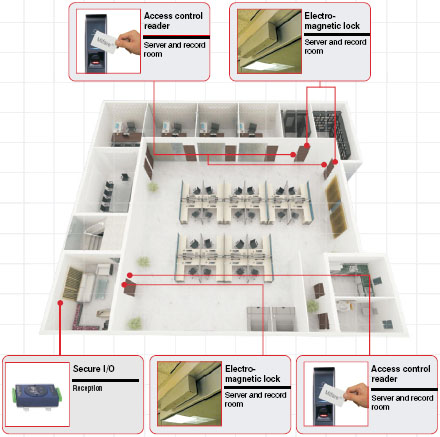 Access control
reader
Server and record
room
Electro-
magnetic lock
Server and record
room
Secure I/O
Reception
Electro-
magnetic lock
Server and record
room
Access control
reader
Server and record
room